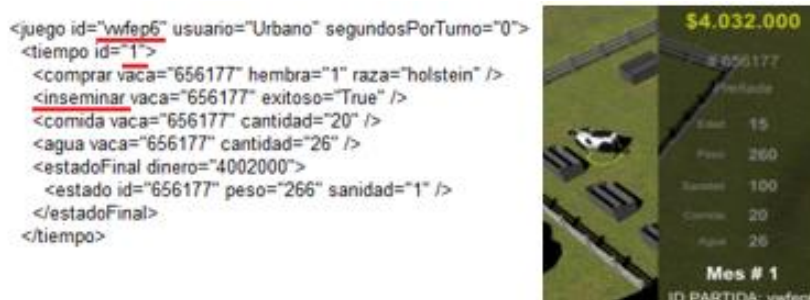 <juego id="vwfep6" usuario="Urbano" segundosPorTurno="0">
<tiempo id="1">
<comprar vaca="656177" hembra="1" raza="holstein" />
<inseminar vaca="656177" exitoso="True" />
<comida vaca="656177" cantidad="20" />
<agua vaca="656177" cantidad="26" />
<estadoFinal dinero="4002000">
<estado id="656177" peso="266" sanidad="1" />
</estadoFinal>
</tiempo>
$4.032.000
# 656177
Preñada
Edad 15
Peso 260
Sanidad 100
Comida 20
Agua 26
Mes # 1
ID PARTIDA: